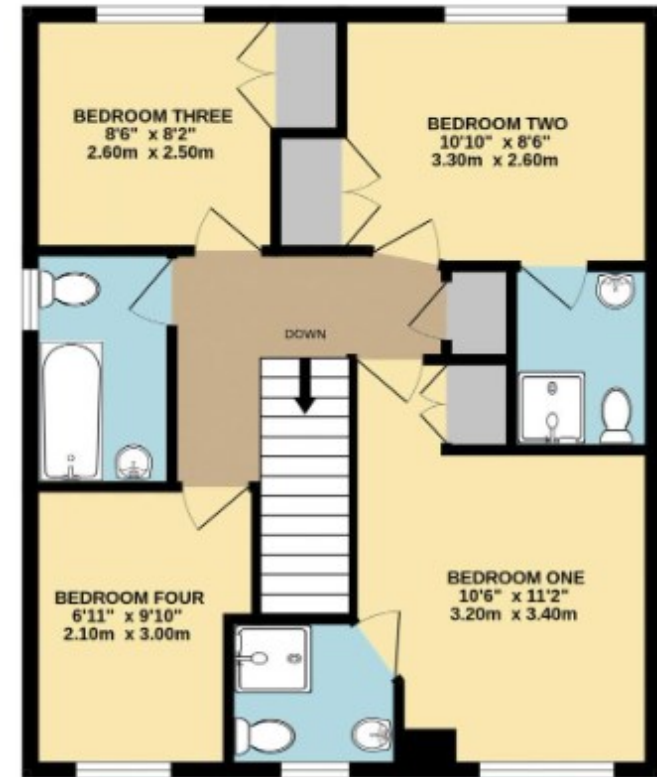 BEDROOM THREE
8'6" x 8'2"
2.60m x 2.50m
BEDROOM TWO
10'10" x 8'6"
3.30m x 2.60m
DOWN
BEDROOM FOUR
6'11" x 9'10"
2.10m x 3.00m
BEDROOM ONE
10'6" x 11'2"
3.20m x 3.40m